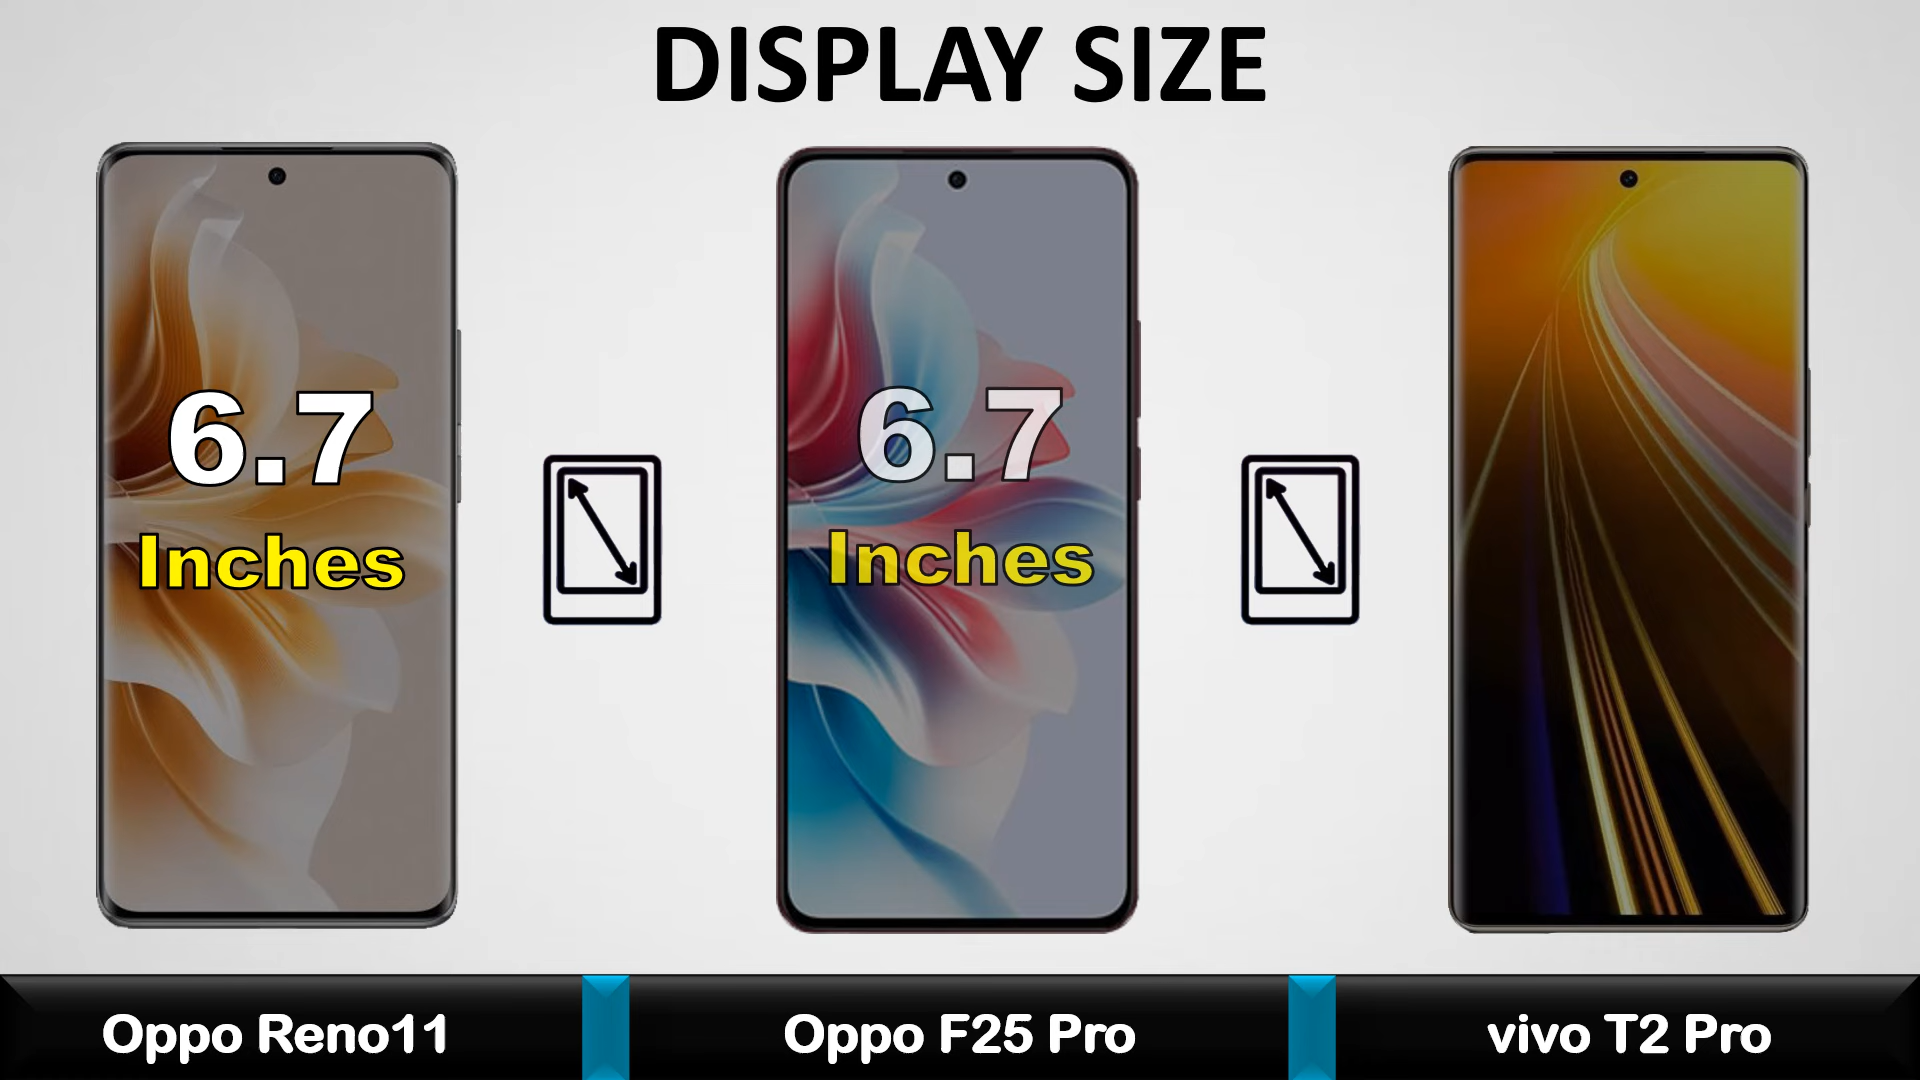 DISPLAY SIZE
6.7
Inches
6.7
Inches
Oppo Reno11
Oppo F25 Pro
vivo T2 Pro